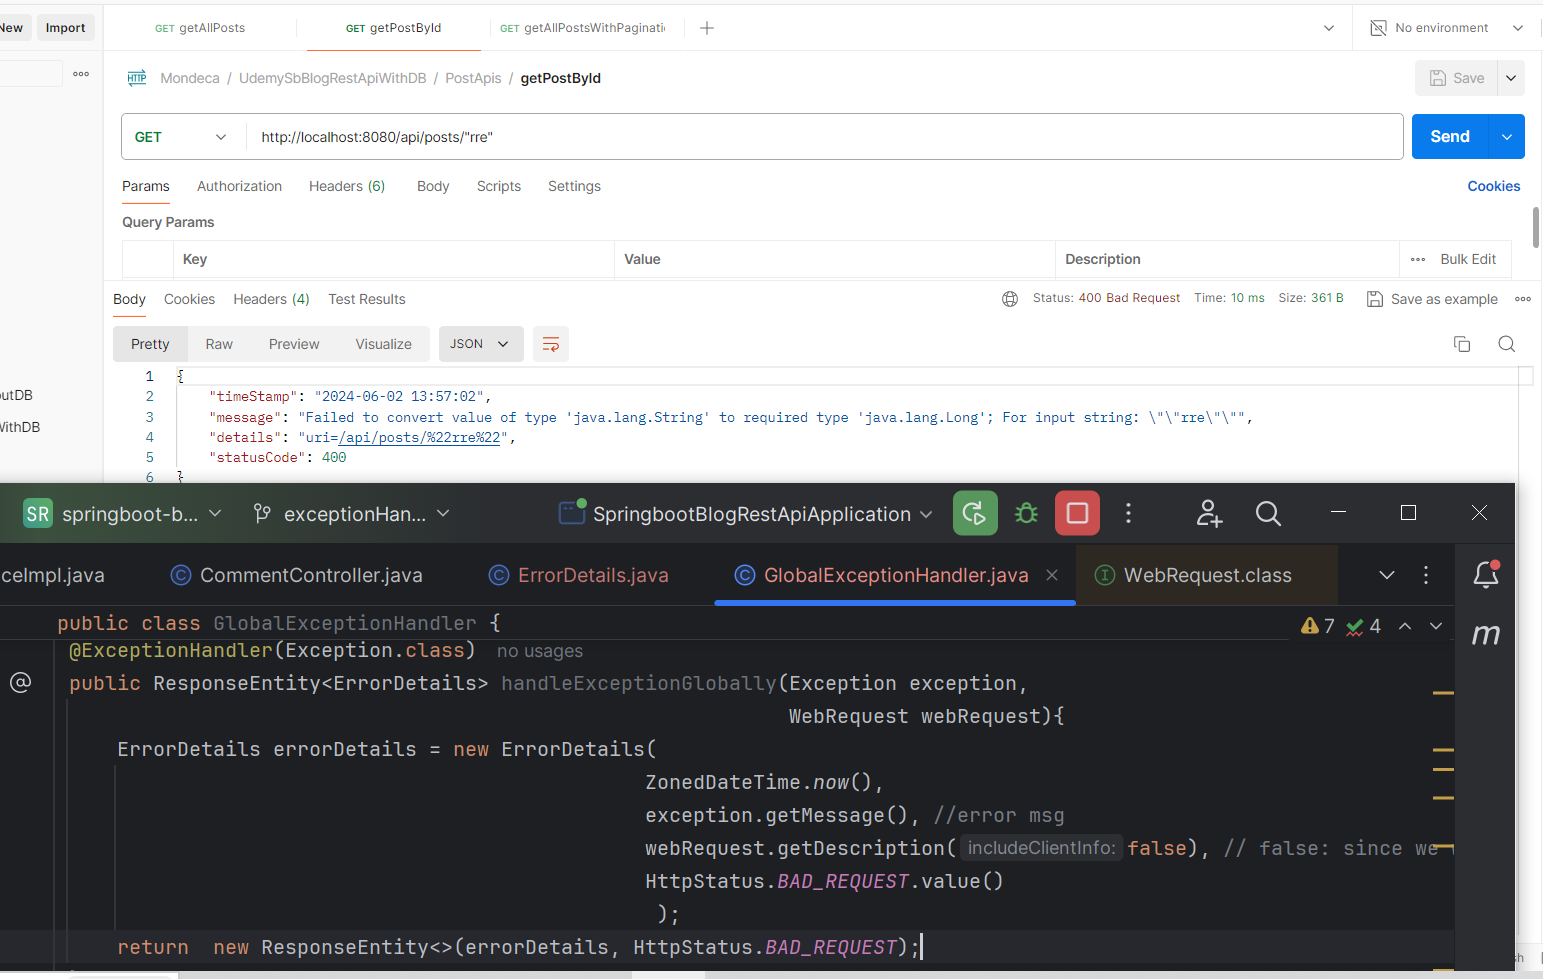 New Import GET getAllPosts GET getPostById GET getAllPostsWithPaginati No environment
Mondeca / UdemySbBlogRestApiWithDB / PostApis / getPostById Save
GET http://localhost:8080/api/posts/"rre" Send
Params Authorization Headers (6) Body Scripts Settings Cookies
Query Params
Key Value Description Bulk Edit
Body Cookies Headers (4) Test Results Status: 400 Bad Request Time: 10 ms Size: 361 B Save as example
Pretty Raw Preview Visualize JSON
1 {
2 "timeStamp": "2024-06-02 13:57:02",
3 "message": "Failed to convert value of type 'java.lang.String' to required type 'java.lang.Long'; For input string: \"\"rre\"\"",
4 "details": "uri=/api/posts/%22rre%22",
5 "statusCode": 400
6 }
outDB
WithDB
SR springboot-b... exceptionHan... SpringbootBlogRestApiApplication
ceImpl.java CommentController.java ErrorDetails.java GlobalExceptionHandler.java WebRequest.class
public class GlobalExceptionHandler { 7 4
@ExceptionHandler(Exception.class) no usages
public ResponseEntity<ErrorDetails> handleExceptionGlobally(Exception exception,
WebRequest webRequest){
ErrorDetails errorDetails = new ErrorDetails(
ZonedDateTime.now(),
exception.getMessage(), //error msg
webRequest.getDescription( includeClientInfo: false), // false: since we
HttpStatus.BAD_REQUEST.value()
);
return new ResponseEntity<>(errorDetails, HttpStatus.BAD_REQUEST);